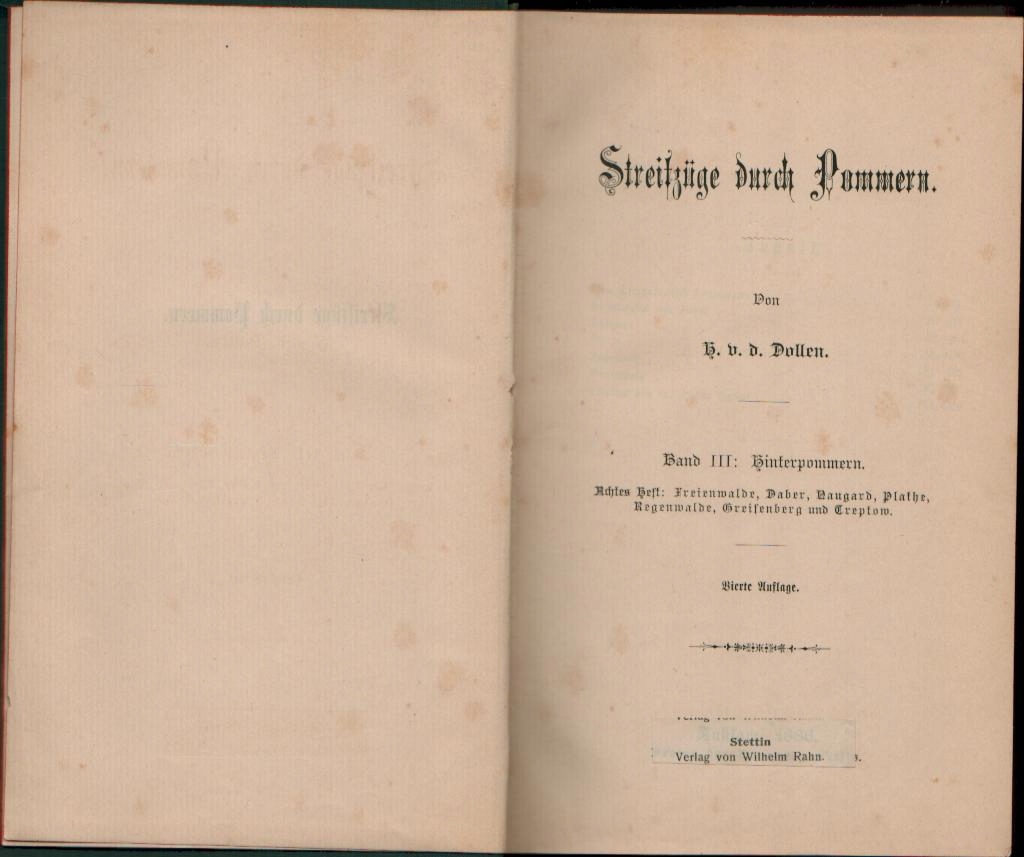 Streifzüge durch Pommern.
Von
H. v. d. Dollen.
Band III: Hinterpommern.
Achtes Heft: Freienwalde, Daber, Naugard, Plathe,
Regenwalde, Greifenberg und Treptow.
Vierte Auflage.
Stettin
Verlag von Wilhelm Rahn.